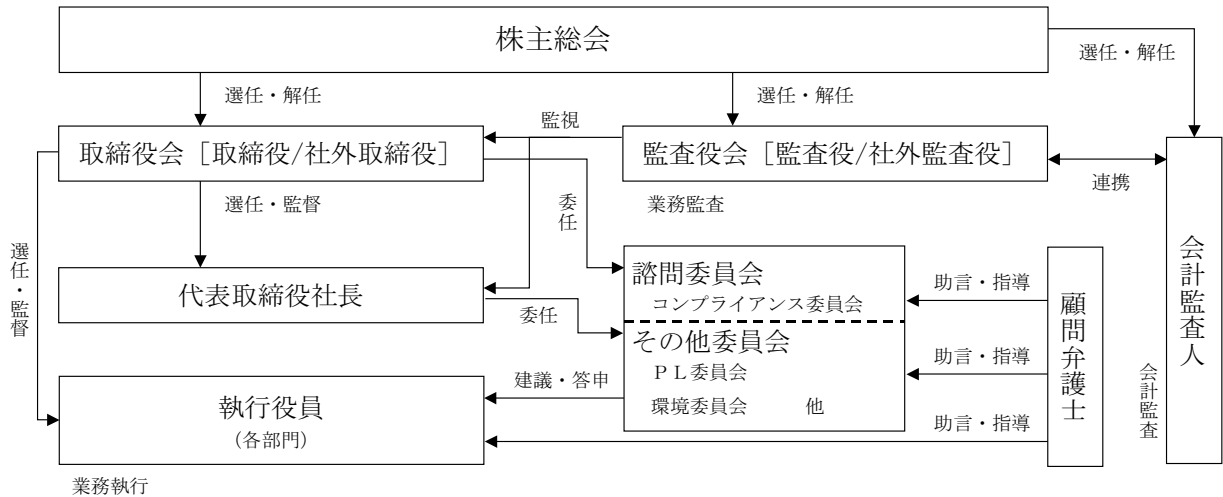 株主総会
選任・解任
選任・解任
選任・解任
監視
取締役会［取締役/社外取締役］
監査役会［監査役/社外監査役］
連携
選任・監督
委任
業務監査
会計監査人
選任・監督
諮問委員会
助言・指導
顧問弁護士
代表取締役社長
コンプライアンス委員会
委任
その他委員会
ＰＬ委員会
助言・指導
建議・答申
環境委員会　　他
会計監査
執行役員
（各部門）
助言・指導
業務執行